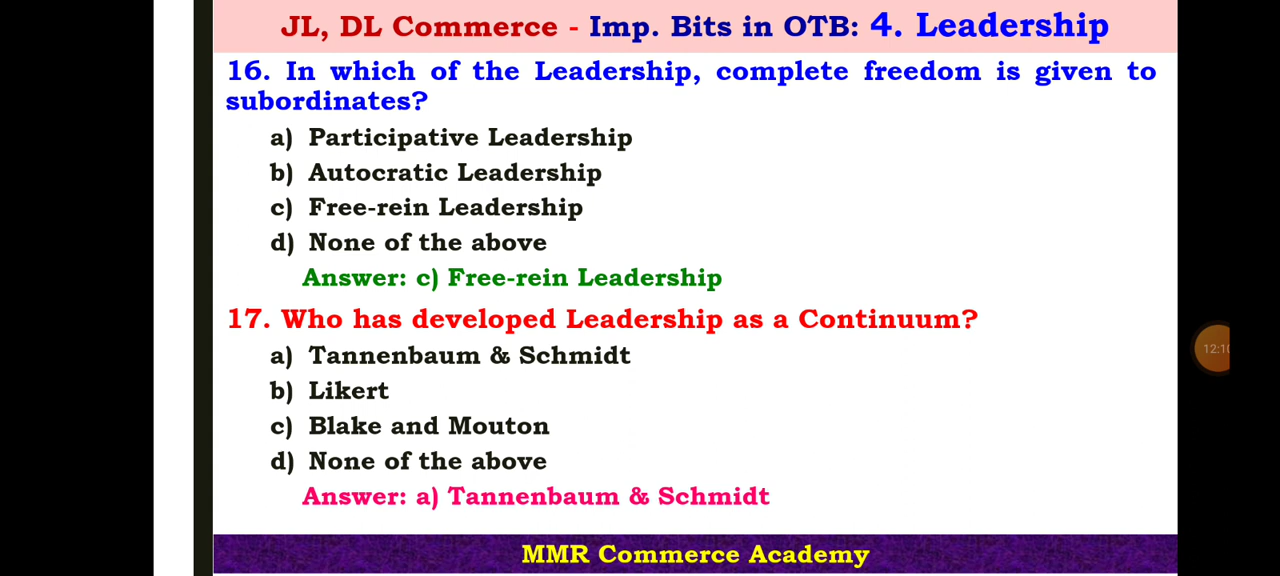 JL, DL Commerce - Imp. Bits in OTB: 4. Leadership
16. In which of the Leadership, complete freedom is given to
subordinates?
a) Participative Leadership
b) Autocratic Leadership
c) Free-rein Leadership
d) None of the above
Answer: c) Free-rein Leadership
17. Who has developed Leadership as a Continuum?
a) Tannenbaum & Schmidt
b) Likert
c) Blake and Mouton
d) None of the above
Answer: a) Tannenbaum & Schmidt
MMR Commerce Academy